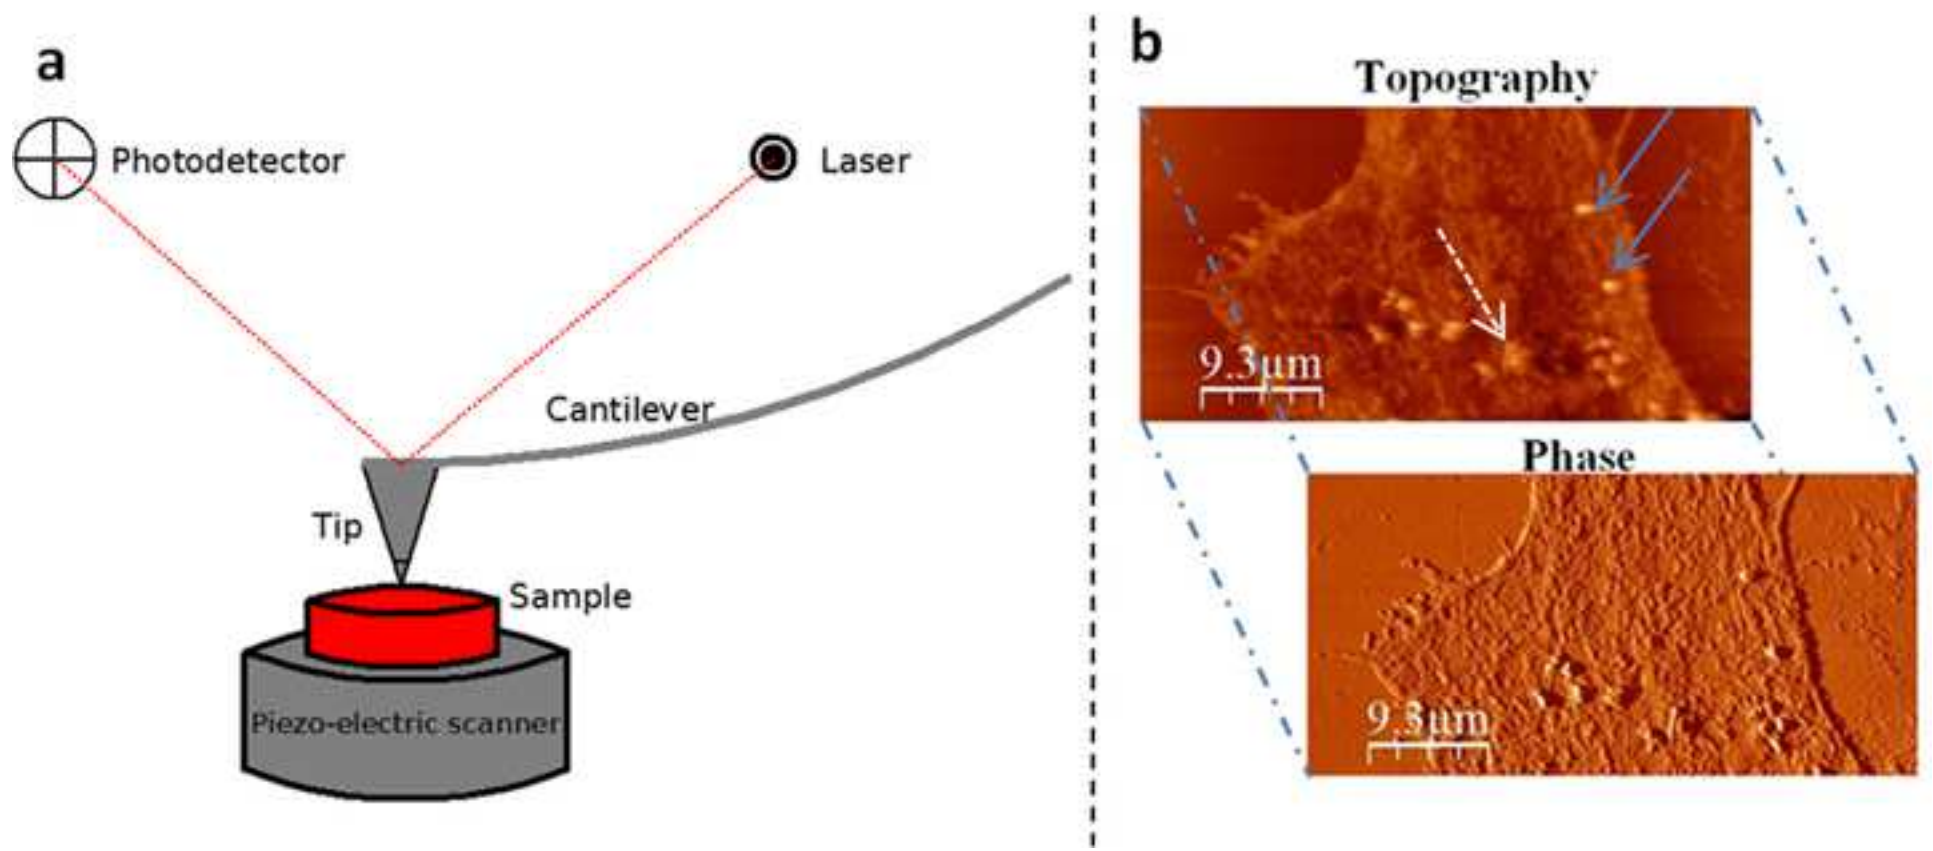 a
Photodetector
Laser
Cantilever
Tip
Sample
Piezo-electric scanner
b
Topography
9.3μm
Phase
9.3μm